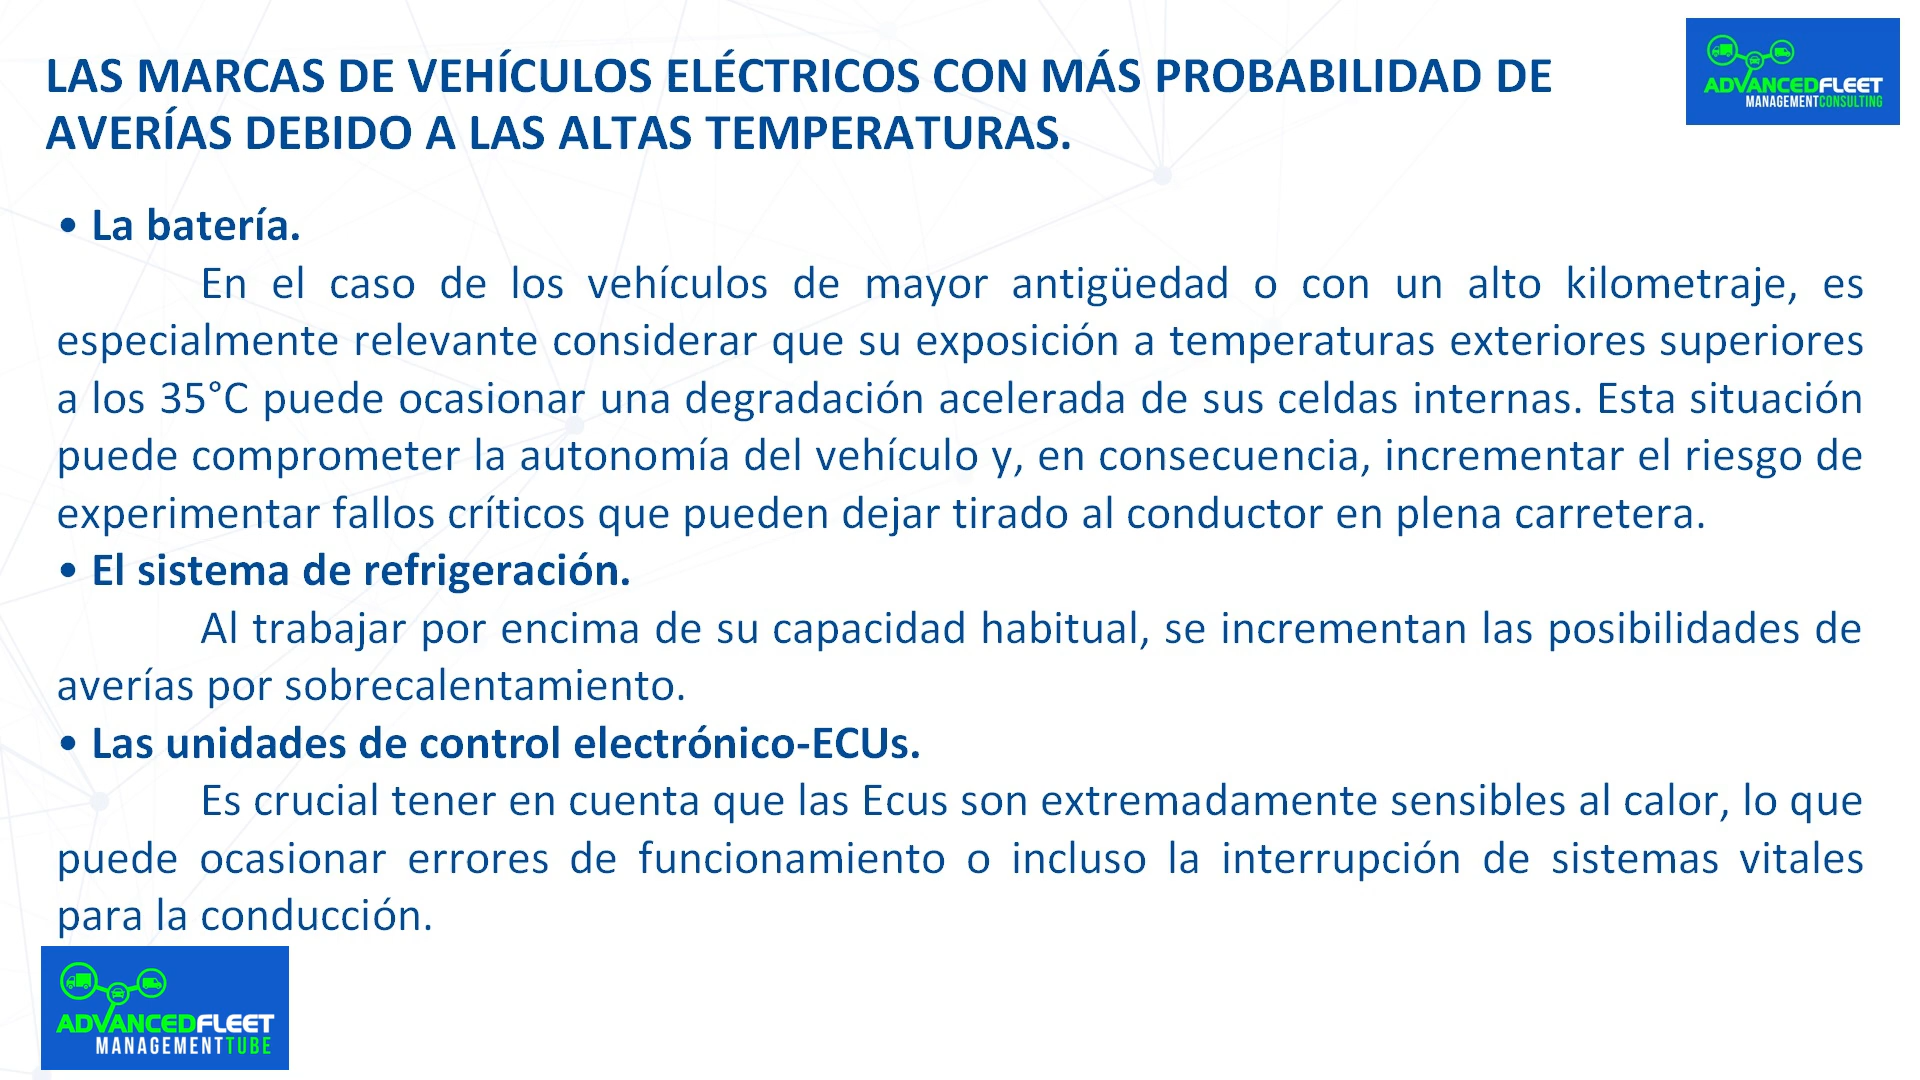 LAS MARCAS DE VEHÍCULOS ELÉCTRICOS CON MÁS PROBABILIDAD DE
AVERÍAS DEBIDO A LAS ALTAS TEMPERATURAS.
ADVANCEDFLEET
MANAGEMENTCONSULTING
• La batería.
En el caso de los vehículos de mayor antigüedad o con un alto kilometraje, es
especialmente relevante considerar que su exposición a temperaturas exteriores superiores
a los 35°C puede ocasionar una degradación acelerada de sus celdas internas. Esta situación
puede comprometer la autonomía del vehículo y, en consecuencia, incrementar el riesgo de
experimentar fallos críticos que pueden dejar tirado al conductor en plena carretera.
• El sistema de refrigeración.
Al trabajar por encima de su capacidad habitual, se incrementan las posibilidades de
averías por sobrecalentamiento.
• Las unidades de control electrónico-ECUs.
Es crucial tener en cuenta que las Ecus son extremadamente sensibles al calor, lo que
puede ocasionar errores de funcionamiento o incluso la interrupción de sistemas vitales
para la conducción.
ADVANCEDFLEET
MANAGEMENTTUBE